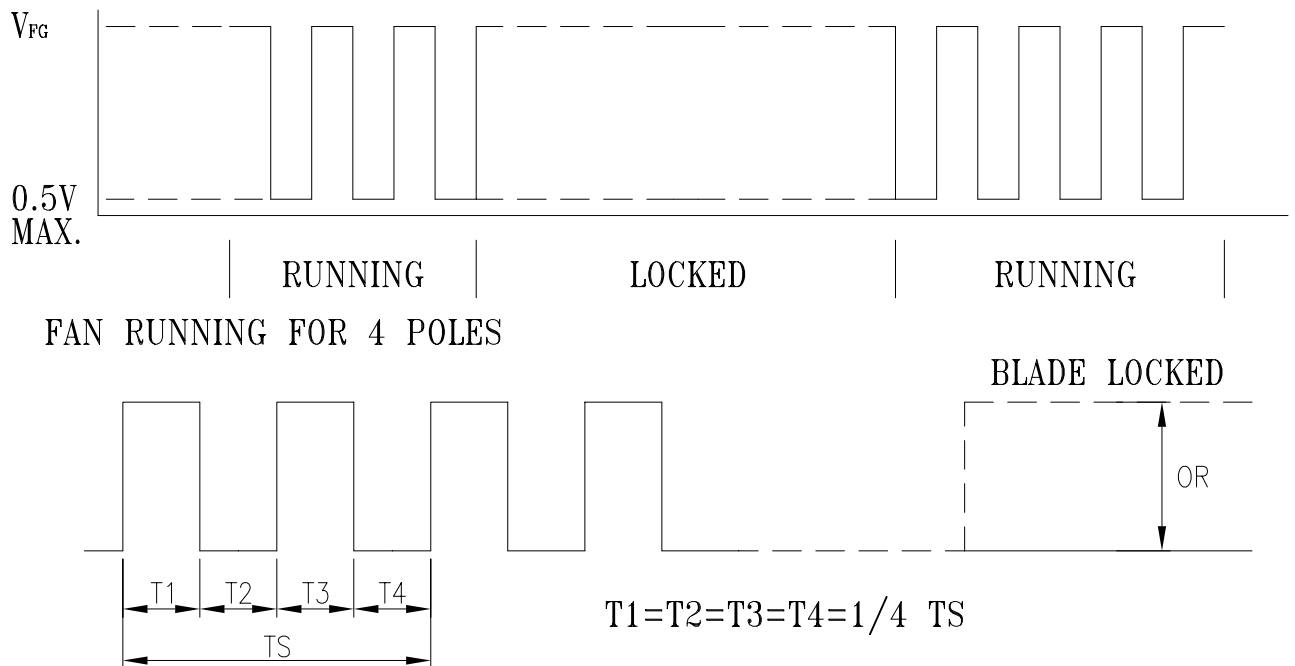 VFG
0.5V
MAX.
RUNNING LOCKED RUNNING
FAN RUNNING FOR 4 POLES
BLADE LOCKED
OR
T1 T2 T3 T4
T1=T2=T3=T4=1/4 TS
TS